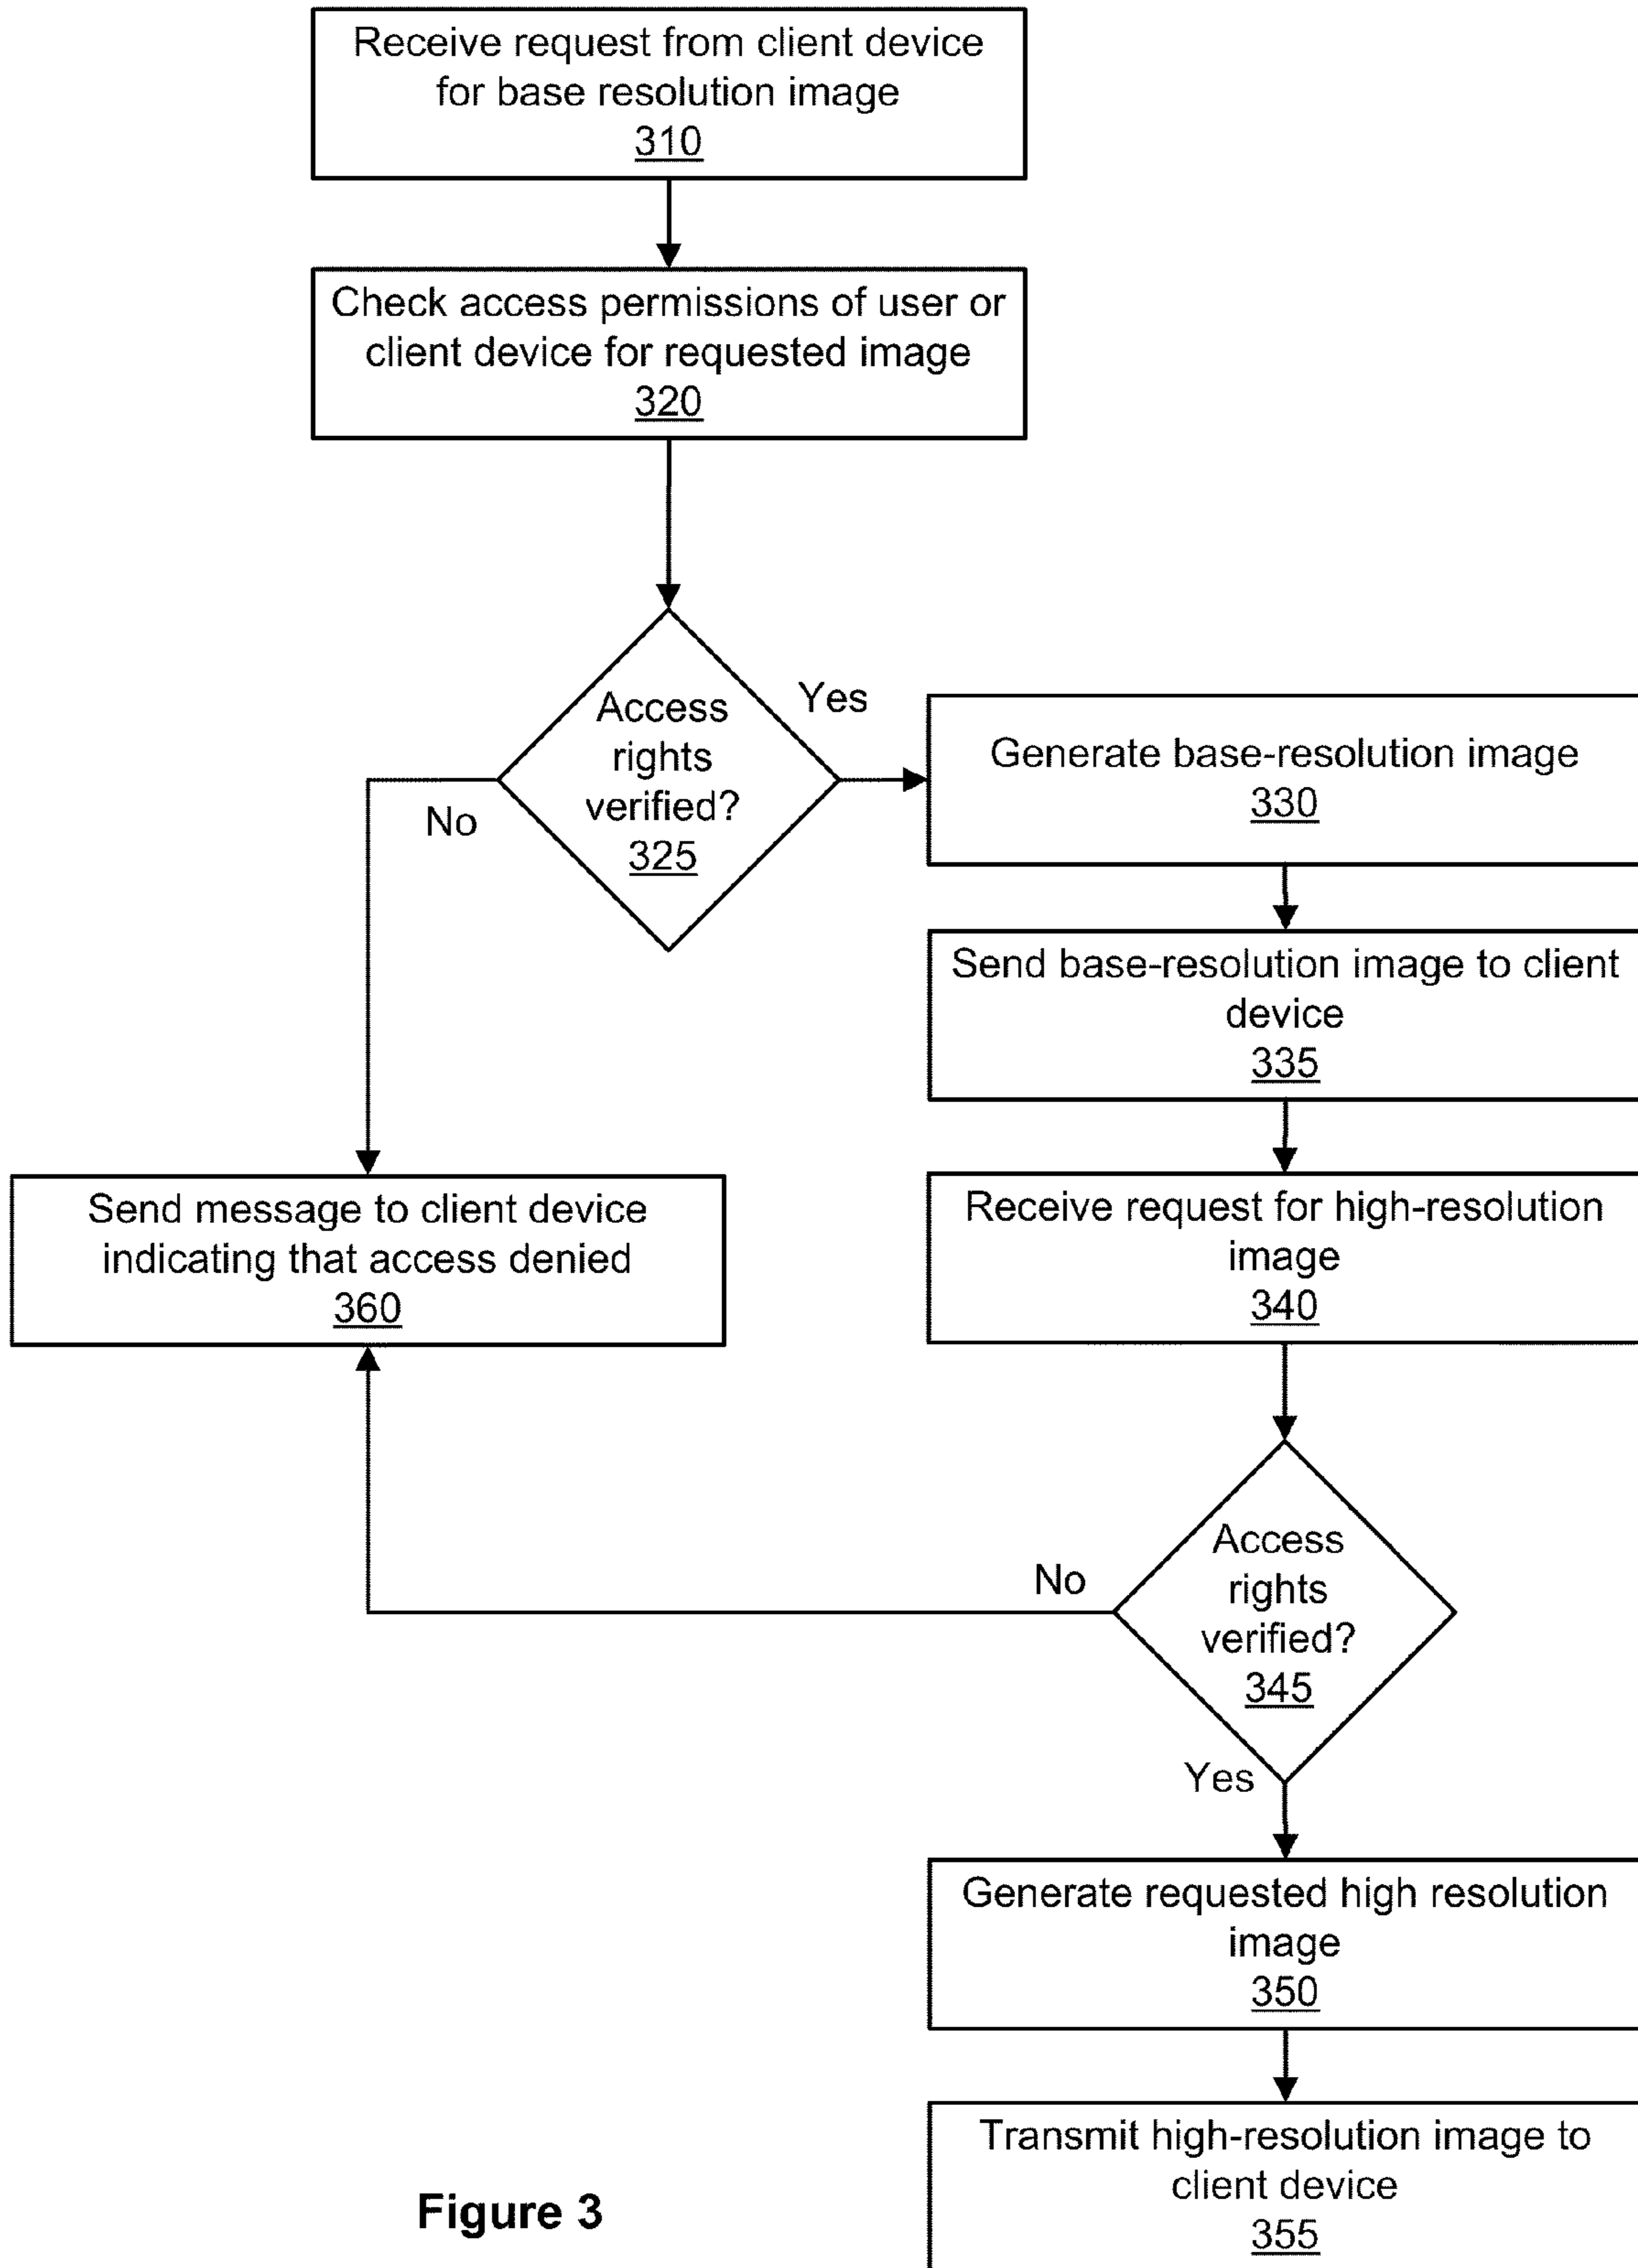 Receive request from client device
for base resolution image
310
Check access permissions of user or
client device for requested image
320
Access
rights
verified?
325
Yes
No
Generate base-resolution image
330
Send base-resolution image to client
device
335
Send message to client device
indicating that access denied
360
Receive request for high-resolution
image
340
Access
rights
verified?
345
No
Yes
Generate requested high resolution
image
350
Transmit high-resolution image to
client device
355
Figure 3